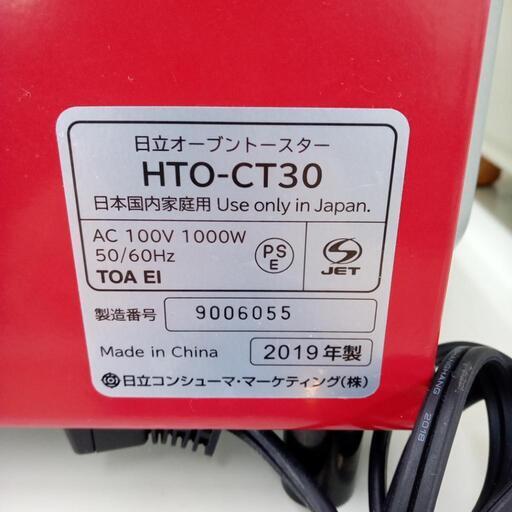 日立オーブントースター
HTO-CT30
日本国内家庭用 Use only in Japan.
AC 100V 1000W
50/60Hz
TOA EI
PS
E
JET
製造番号 9006055
Made in China 2019年製
日立コンシューマ・マーケティング(株)
2018